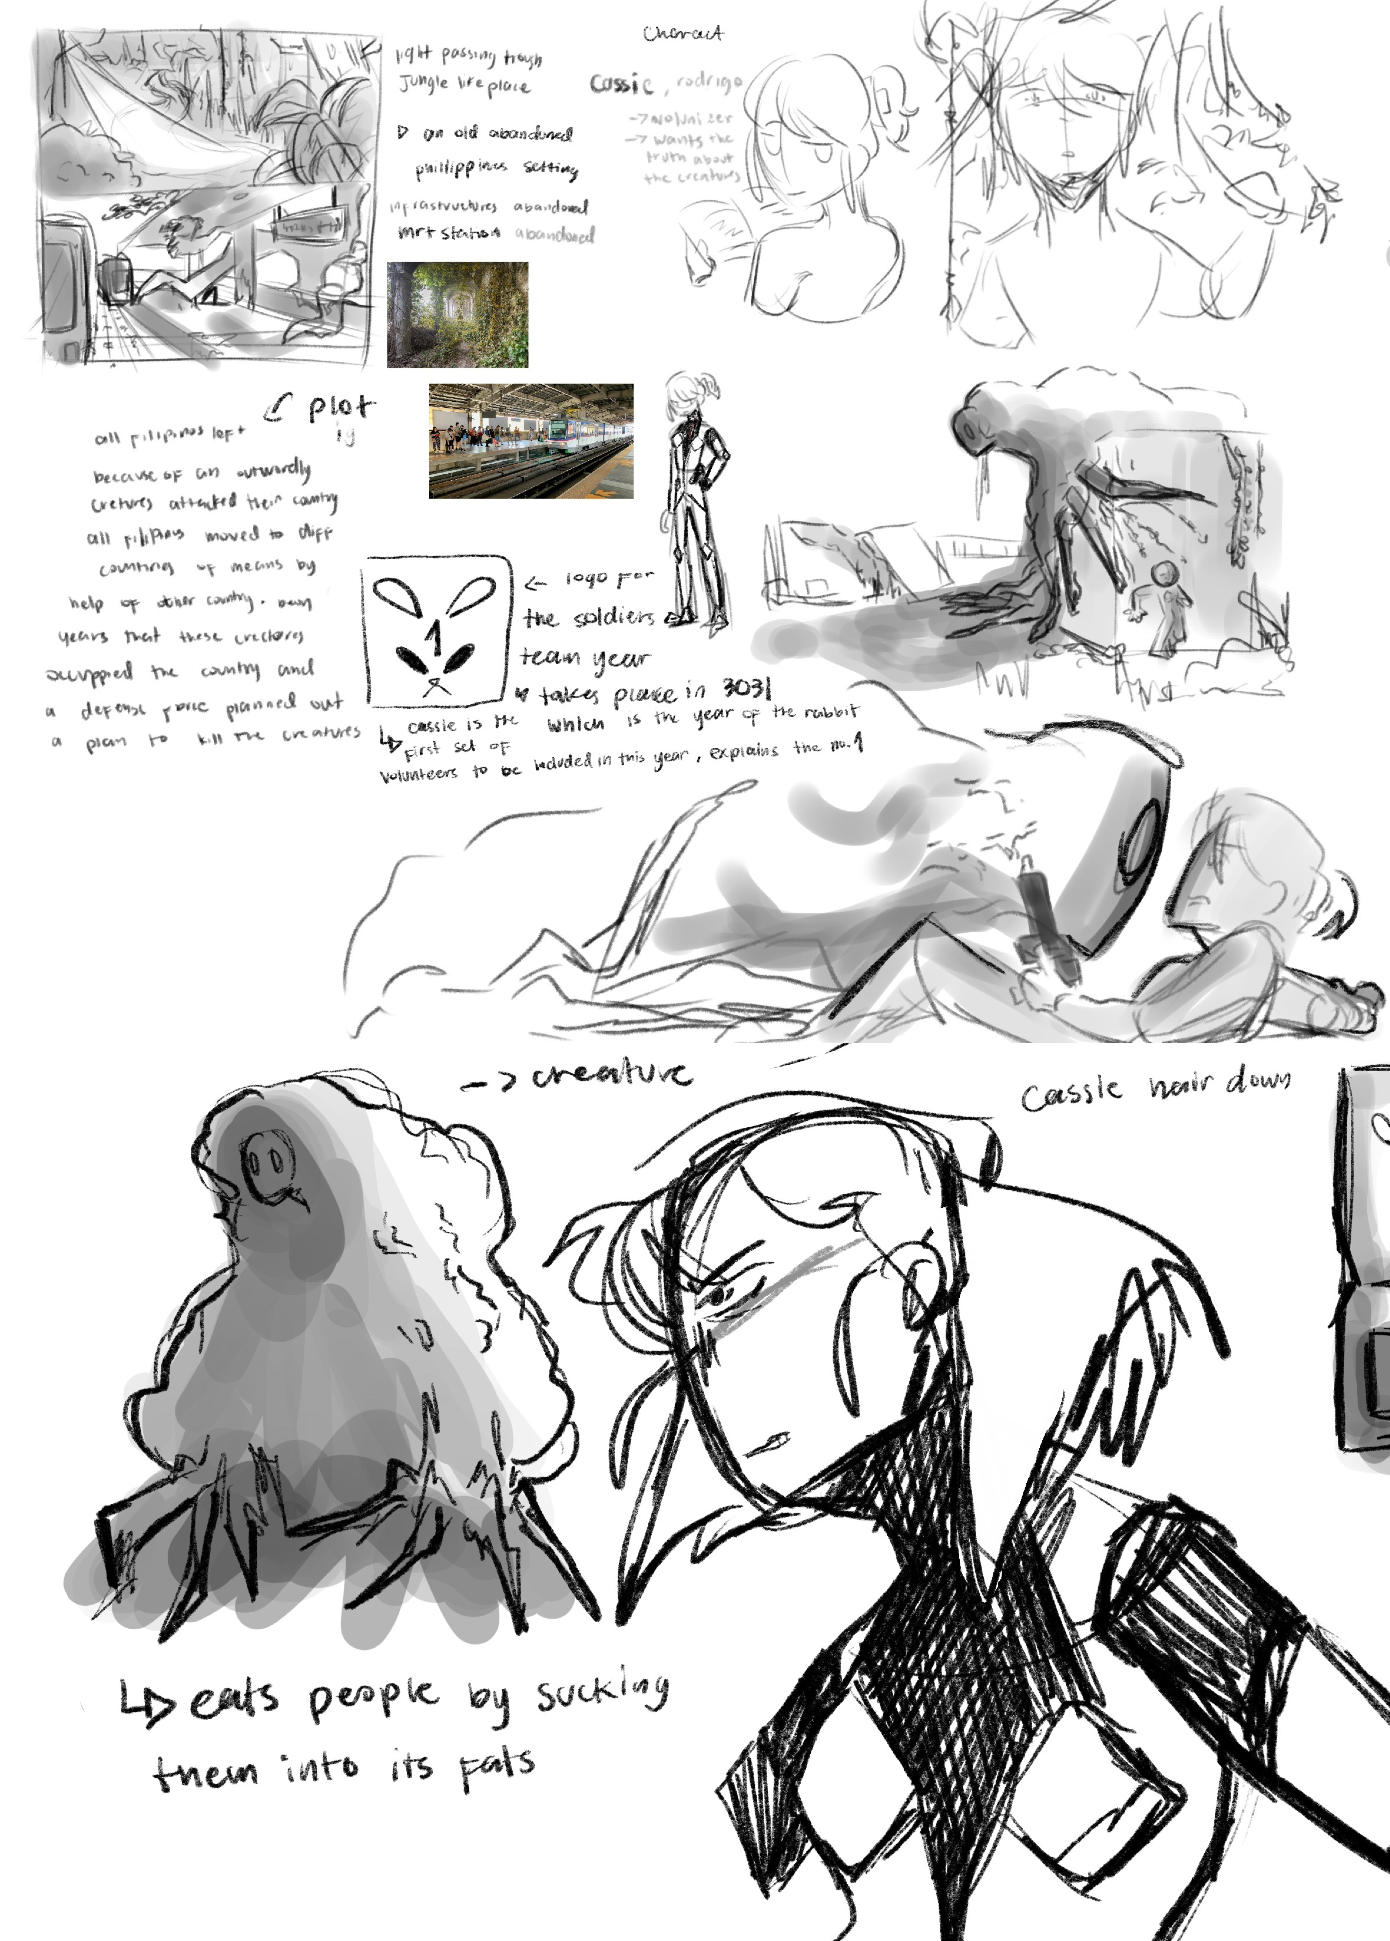 light passing trough
Jungle like place
an old abandoned
phillippines setting
infrastructures abandoned
mrt station abandoned
Charact
Cassie, rodrigo
wants the
truth about
the creatures
plot
all filipinos left
because of an outwordly
cretures attacked their country
all filipinos moved to diff
of means by
help of other country.
years that these creatures
occuppied the country and
a defense force planned out
a plan to kill the creatures
1
logo for
the soldiers
team year
takes place in 3031
which is the year of the rabbit
cassie is the
first set of
volunteers to be included in this year, explains the no.1
creature
Cassie hair down
eats people by sucking
them into its fats